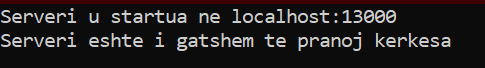 Serveri u startua ne localhost:13000
Serveri eshte i gatshem te pranoj kerkesa